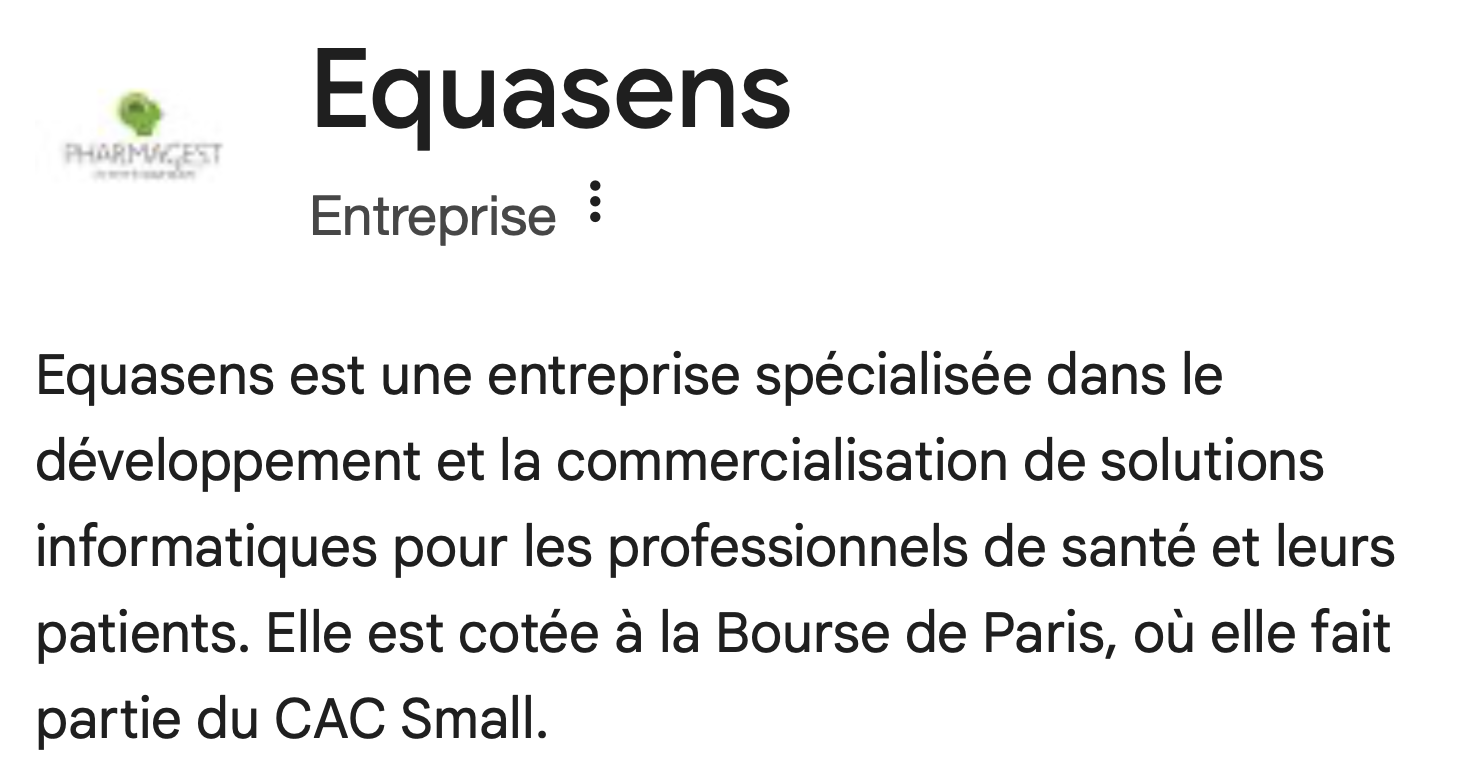 Equasens
PHARMAGEST
Entreprise
Equasens est une entreprise spécialisée dans le
développement et la commercialisation de solutions
informatiques pour les professionnels de santé et leurs
patients. Elle est cotée à la Bourse de Paris, où elle fait
partie du CAC Small.